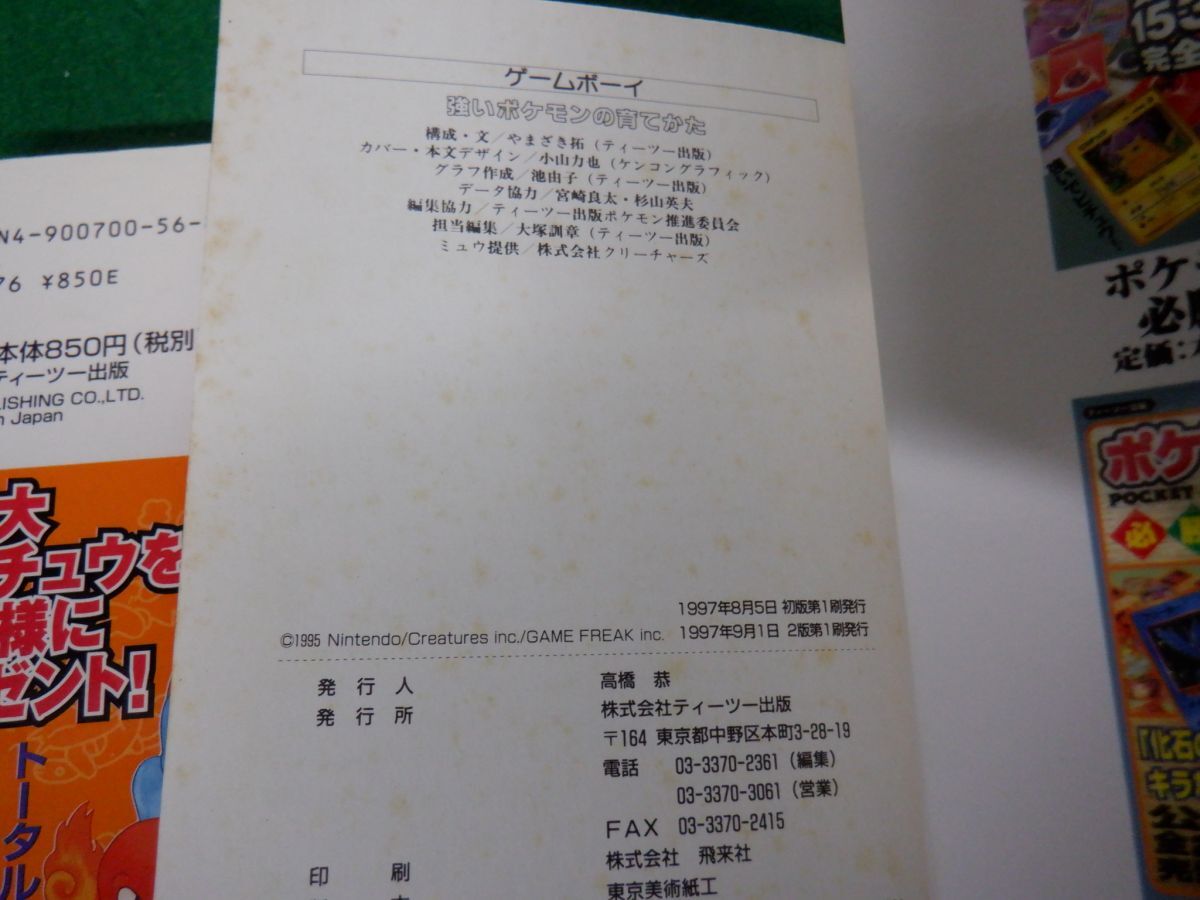 ゲームボーイ
強いポケモンの育てかた
構成・文／やまざき拓（ティーツー出版）
カバー・本文デザイン／小山力也（ケンコングラフィック）
グラフ作成／池由子（ティーツー出版）
データ協力／宮崎良太・杉山英夫
編集協力／ティーツー出版ポケモン推進委員会
担当編集／大塚訓章（ティーツー出版）
ミュウ提供／株式会社クリーチャーズ
1997年8月5日 初版第1刷発行
©1995 Nintendo/Creatures inc./GAME FREAK inc. 1997年9月1日 2版第1刷発行
発行人 高橋 恭
発行所 株式会社ティーツー出版
〒164 東京都中野区本町3-28-19
電話 03-3370-2361（編集）
03-3370-3061（営業）
FAX 03-3370-2415
印刷 株式会社 飛来社
東京美術紙工
N4-900700-56-
76 ¥850E
本体850円（税別
ティーツー出版
LISHING CO.,LTD.
n Japan
大
チュウを
様に
ゼント!
トータル
15
完全
ポケ
必
定価：
ティーツー出版
ポケ
POCKET
必
『化石の
キラ
公
全